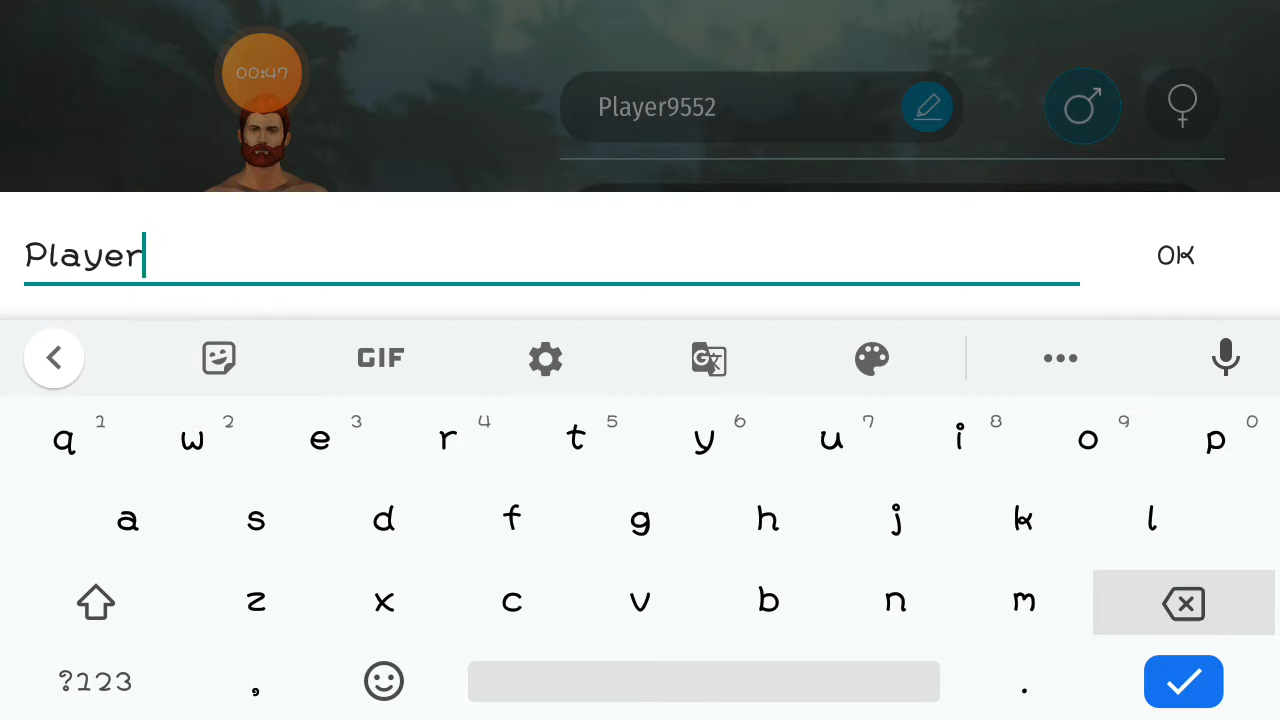 00:47
Player9552
Player
OK
GIF
G
1 2 3 4 5 6 7 8 9 0
q w e r t y u i o p
a s d f g h j k l
z x c v b n m
?123 , .